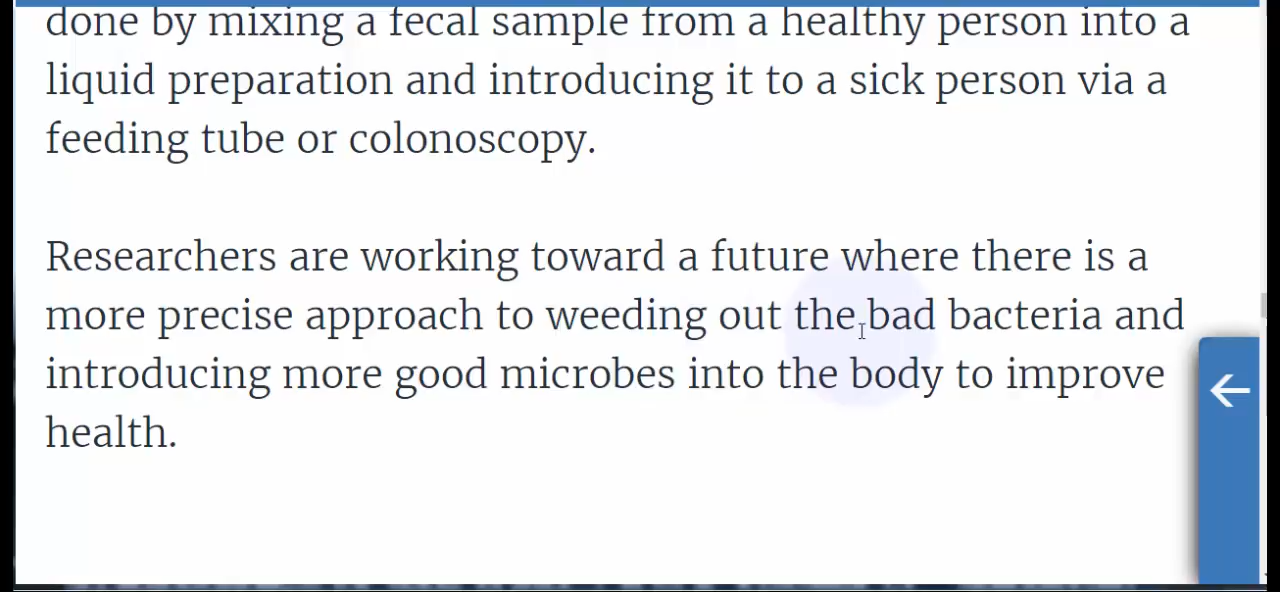 done by mixing a fecal sample from a healthy person into a
liquid preparation and introducing it to a sick person via a
feeding tube or colonoscopy.
Researchers are working toward a future where there is a
more precise approach to weeding out the bad bacteria and
introducing more good microbes into the body to improve
health.